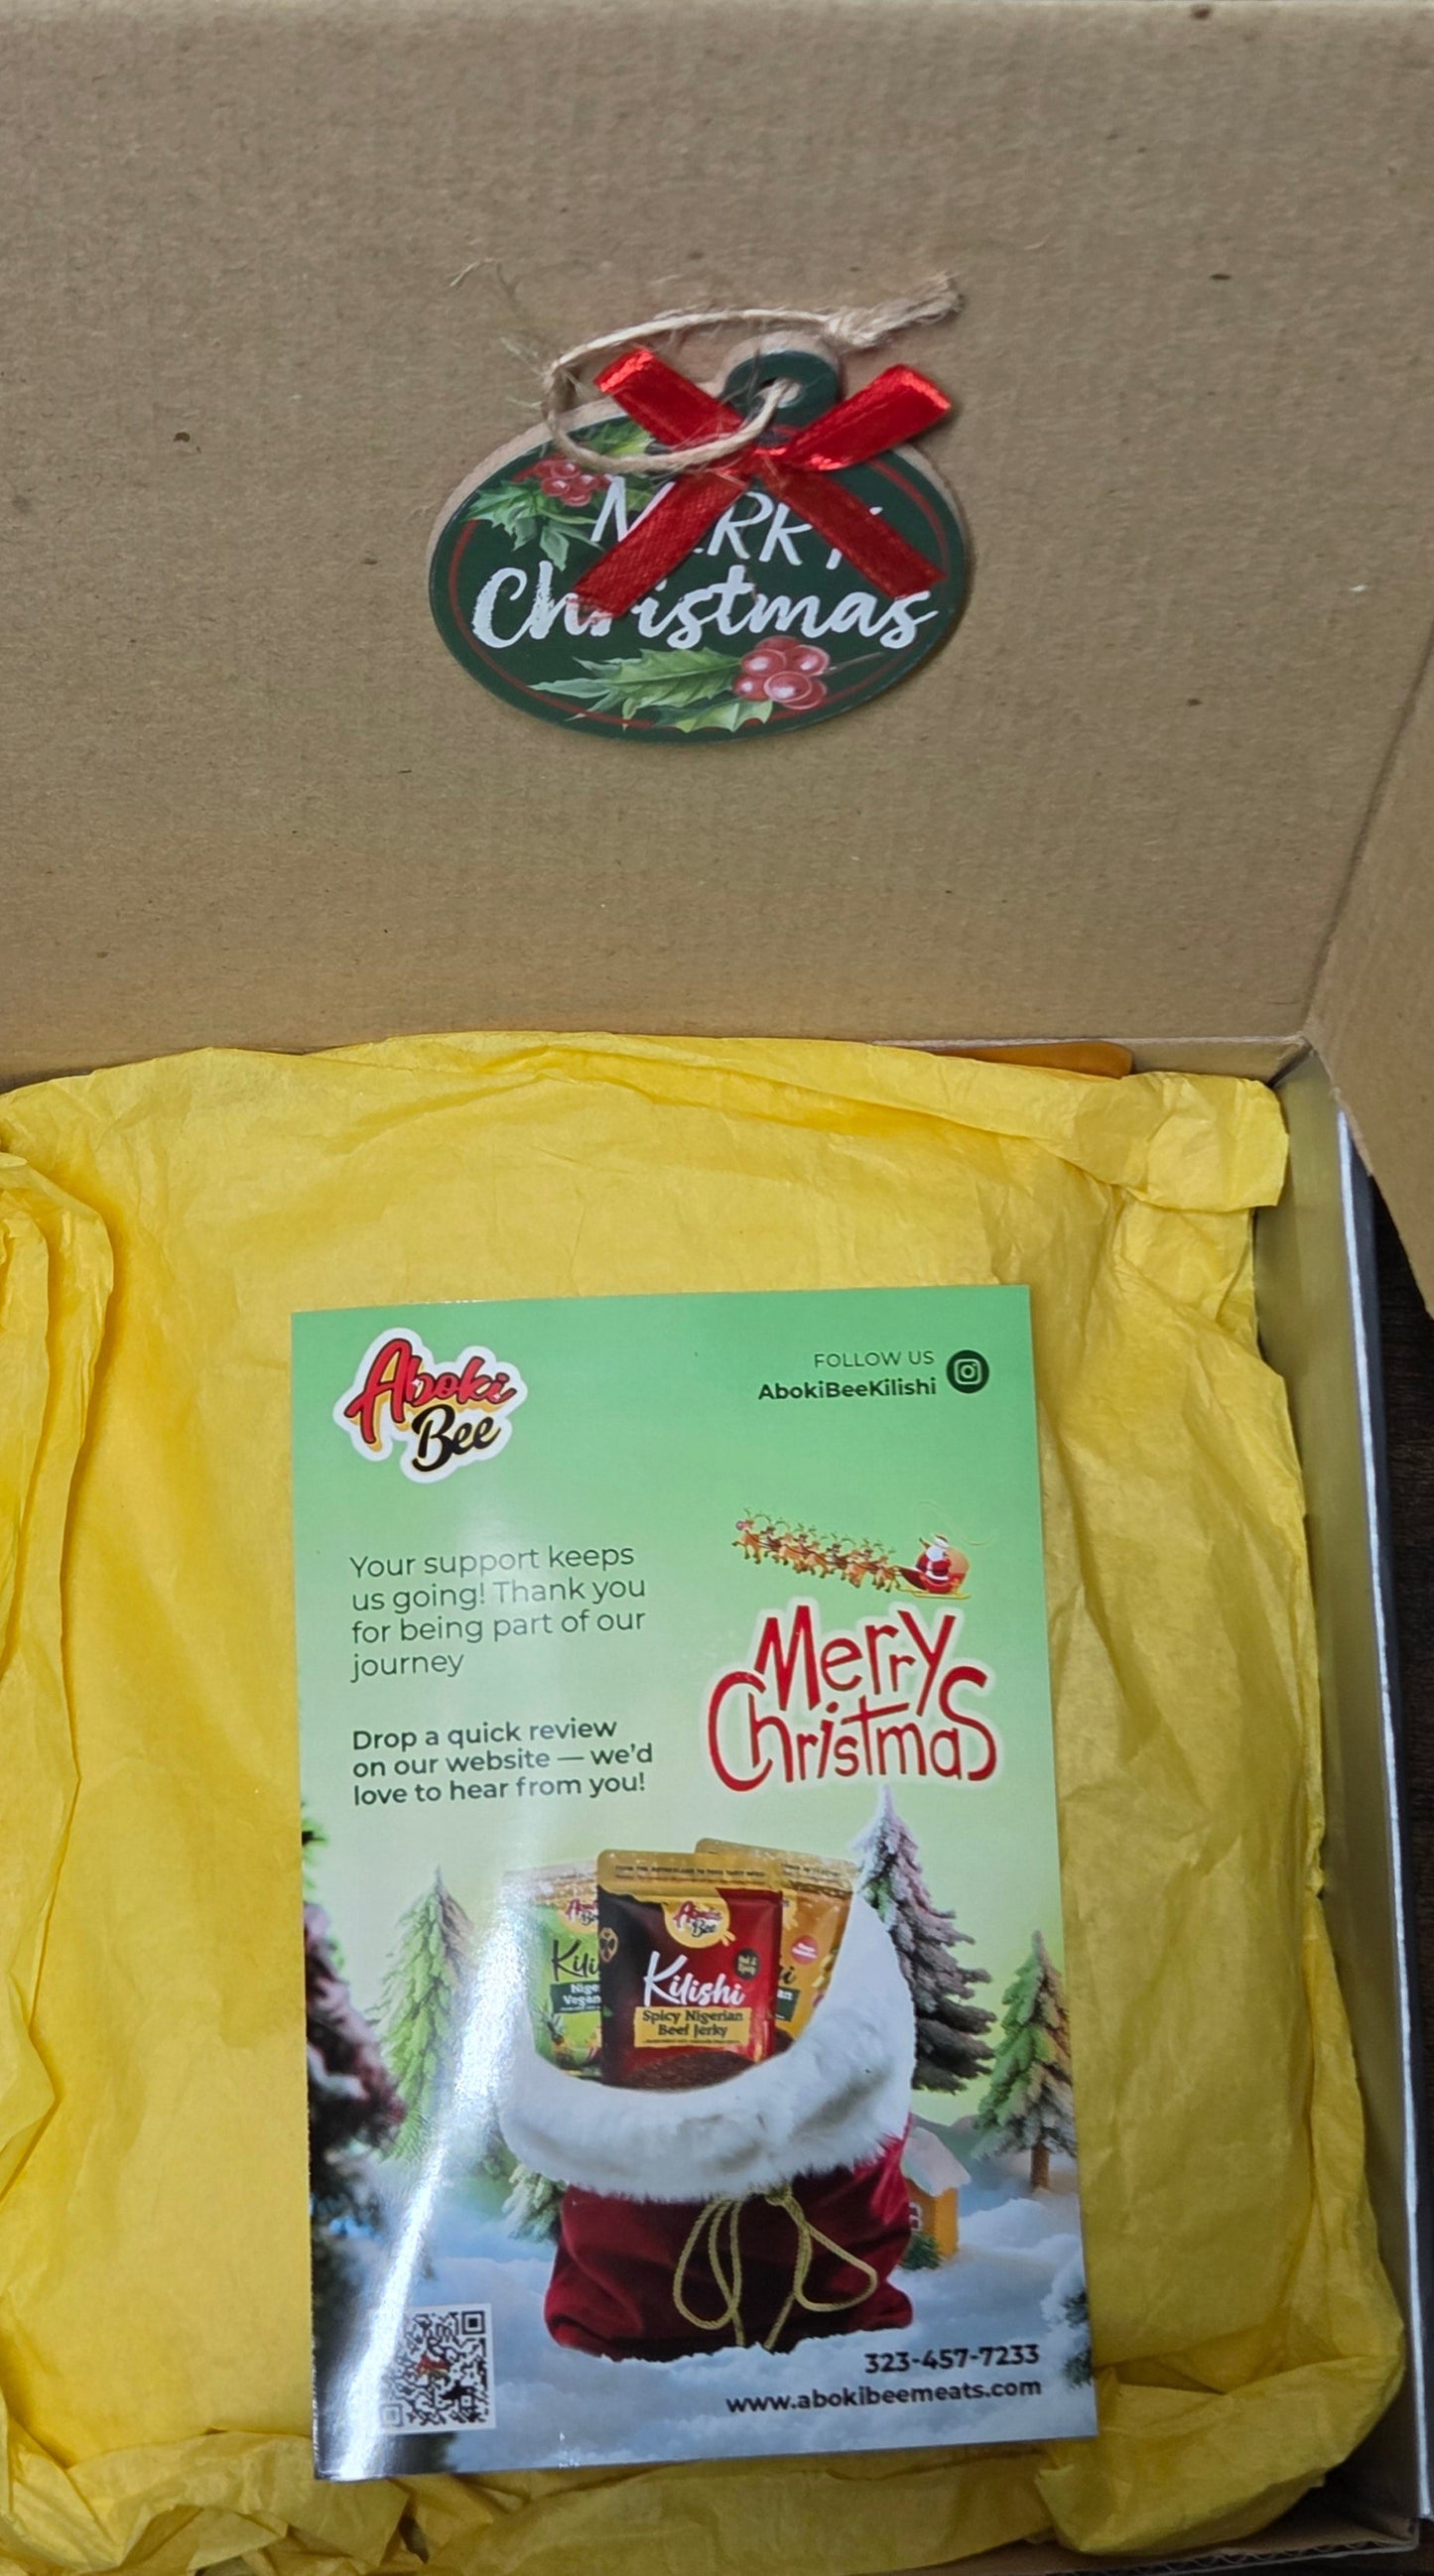 MERRY
Christmas
Aboki
Bee
FOLLOW US
AbokiBeeKilishi
Your support keeps
us going! Thank you
for being part of our
journey
Drop a quick review
on our website — we'd
love to hear from you!
Merry
Christmas
Aboki
Bee
Kilishi
Spicy Nigerian
Beef Jerky
323-457-7233
www.abokibeemeats.com